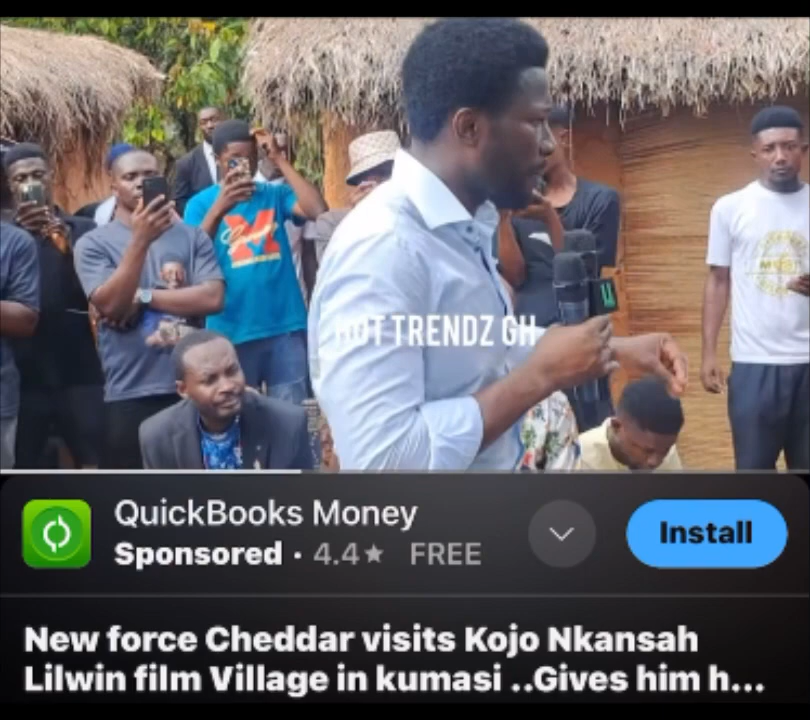 HOT TRENDZ GH
QuickBooks Money
Sponsored · 4.4★ FREE
Install
New force Cheddar visits Kojo Nkansah
Lilwin film Village in kumasi ..Gives him h...